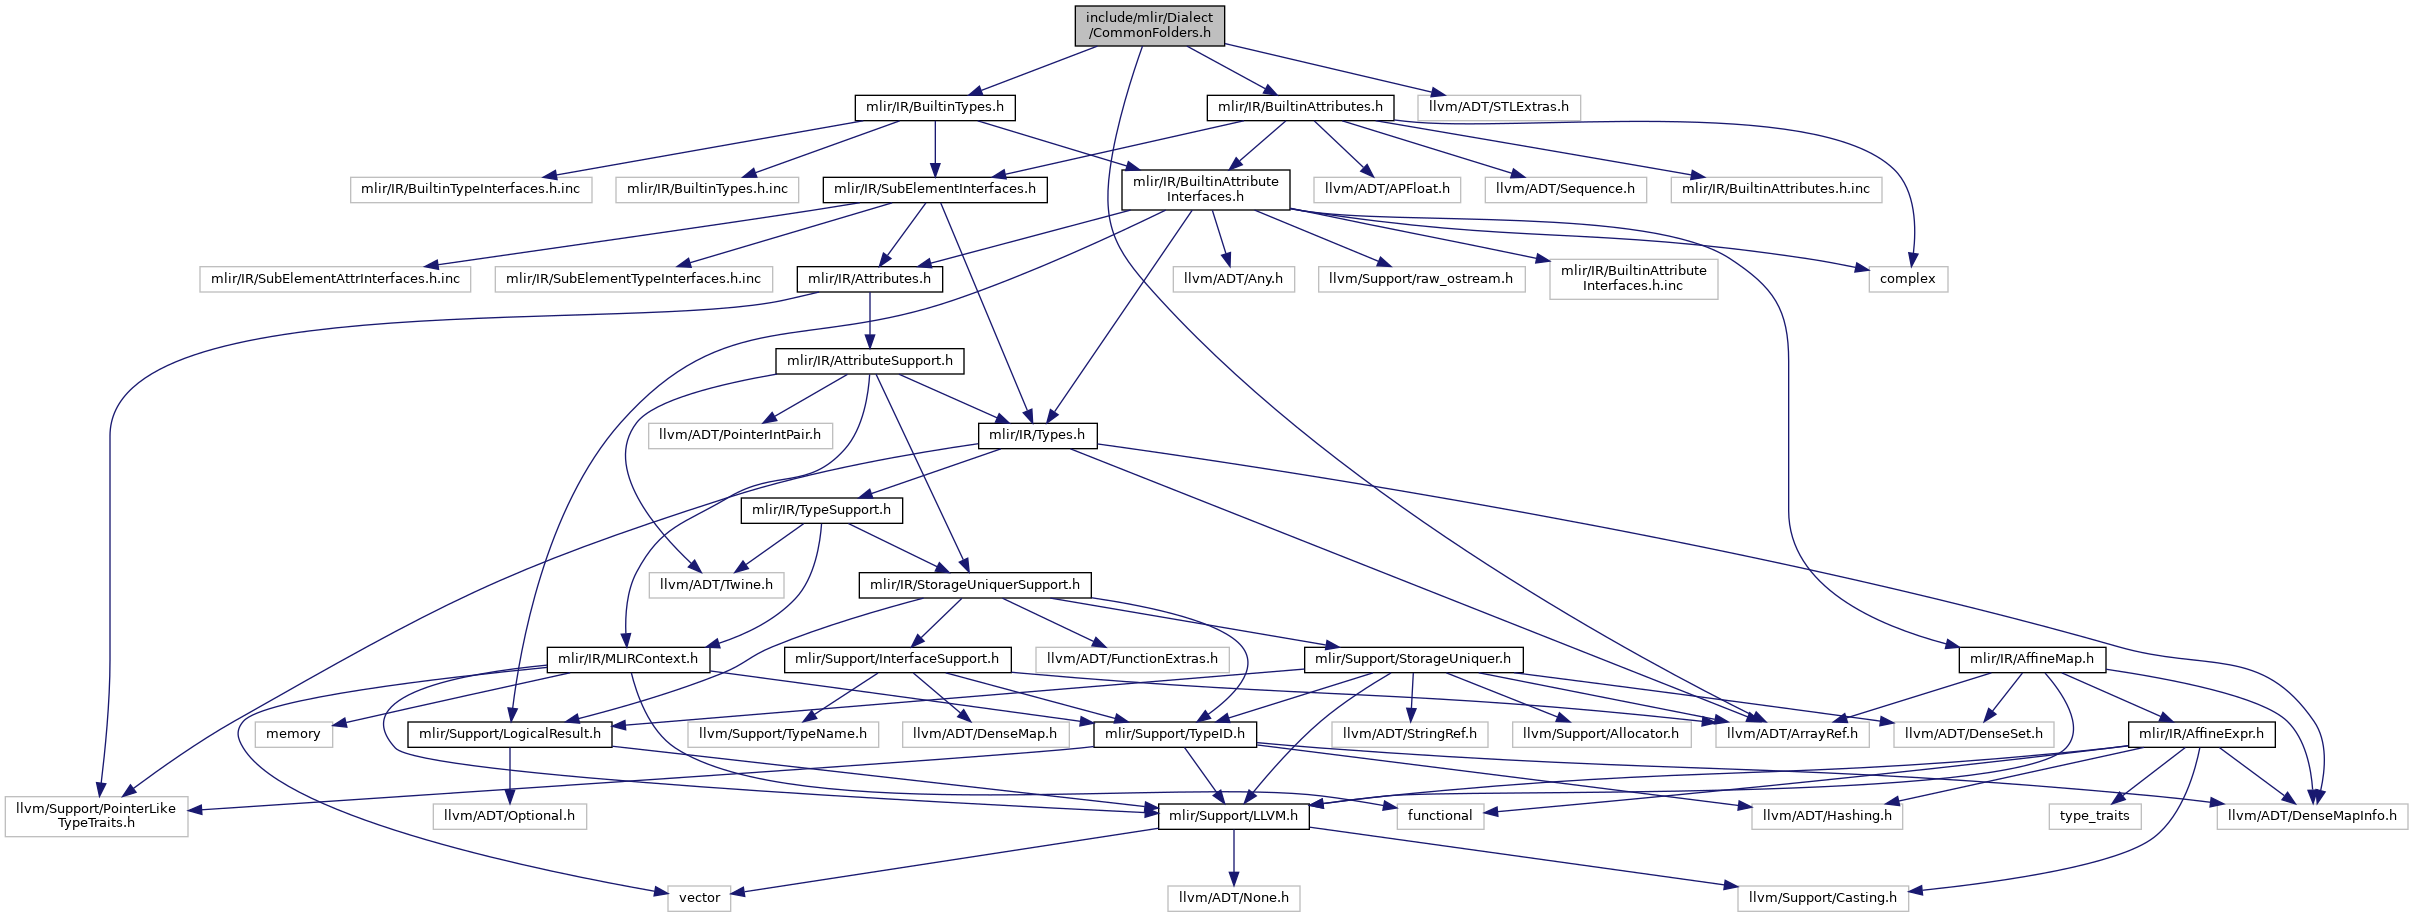 include/mlir/Dialect
/CommonFolders.h
mlir/IR/BuiltinTypes.h
mlir/IR/BuiltinAttributes.h
llvm/ADT/STLExtras.h
mlir/IR/BuiltinTypeInterfaces.h.inc
mlir/IR/BuiltinTypes.h.inc
mlir/IR/SubElementInterfaces.h
mlir/IR/BuiltinAttribute
Interfaces.h
llvm/ADT/APFloat.h
llvm/ADT/Sequence.h
mlir/IR/BuiltinAttributes.h.inc
mlir/IR/SubElementAttrInterfaces.h.inc
mlir/IR/SubElementTypeInterfaces.h.inc
mlir/IR/Attributes.h
llvm/ADT/Any.h
llvm/Support/raw_ostream.h
mlir/IR/BuiltinAttribute
Interfaces.h.inc
complex
mlir/IR/AttributeSupport.h
llvm/ADT/PointerIntPair.h
mlir/IR/Types.h
mlir/IR/TypeSupport.h
llvm/ADT/Twine.h
mlir/IR/StorageUniquerSupport.h
mlir/IR/MLIRContext.h
mlir/Support/InterfaceSupport.h
llvm/ADT/FunctionExtras.h
mlir/Support/StorageUniquer.h
mlir/IR/AffineMap.h
memory
mlir/Support/LogicalResult.h
llvm/Support/TypeName.h
llvm/ADT/DenseMap.h
mlir/Support/TypeID.h
llvm/ADT/StringRef.h
llvm/Support/Allocator.h
llvm/ADT/ArrayRef.h
llvm/ADT/DenseSet.h
mlir/IR/AffineExpr.h
llvm/Support/PointerLike
TypeTraits.h
llvm/ADT/Optional.h
mlir/Support/LLVM.h
functional
llvm/ADT/Hashing.h
type_traits
llvm/ADT/DenseMapInfo.h
vector
llvm/ADT/None.h
llvm/Support/Casting.h